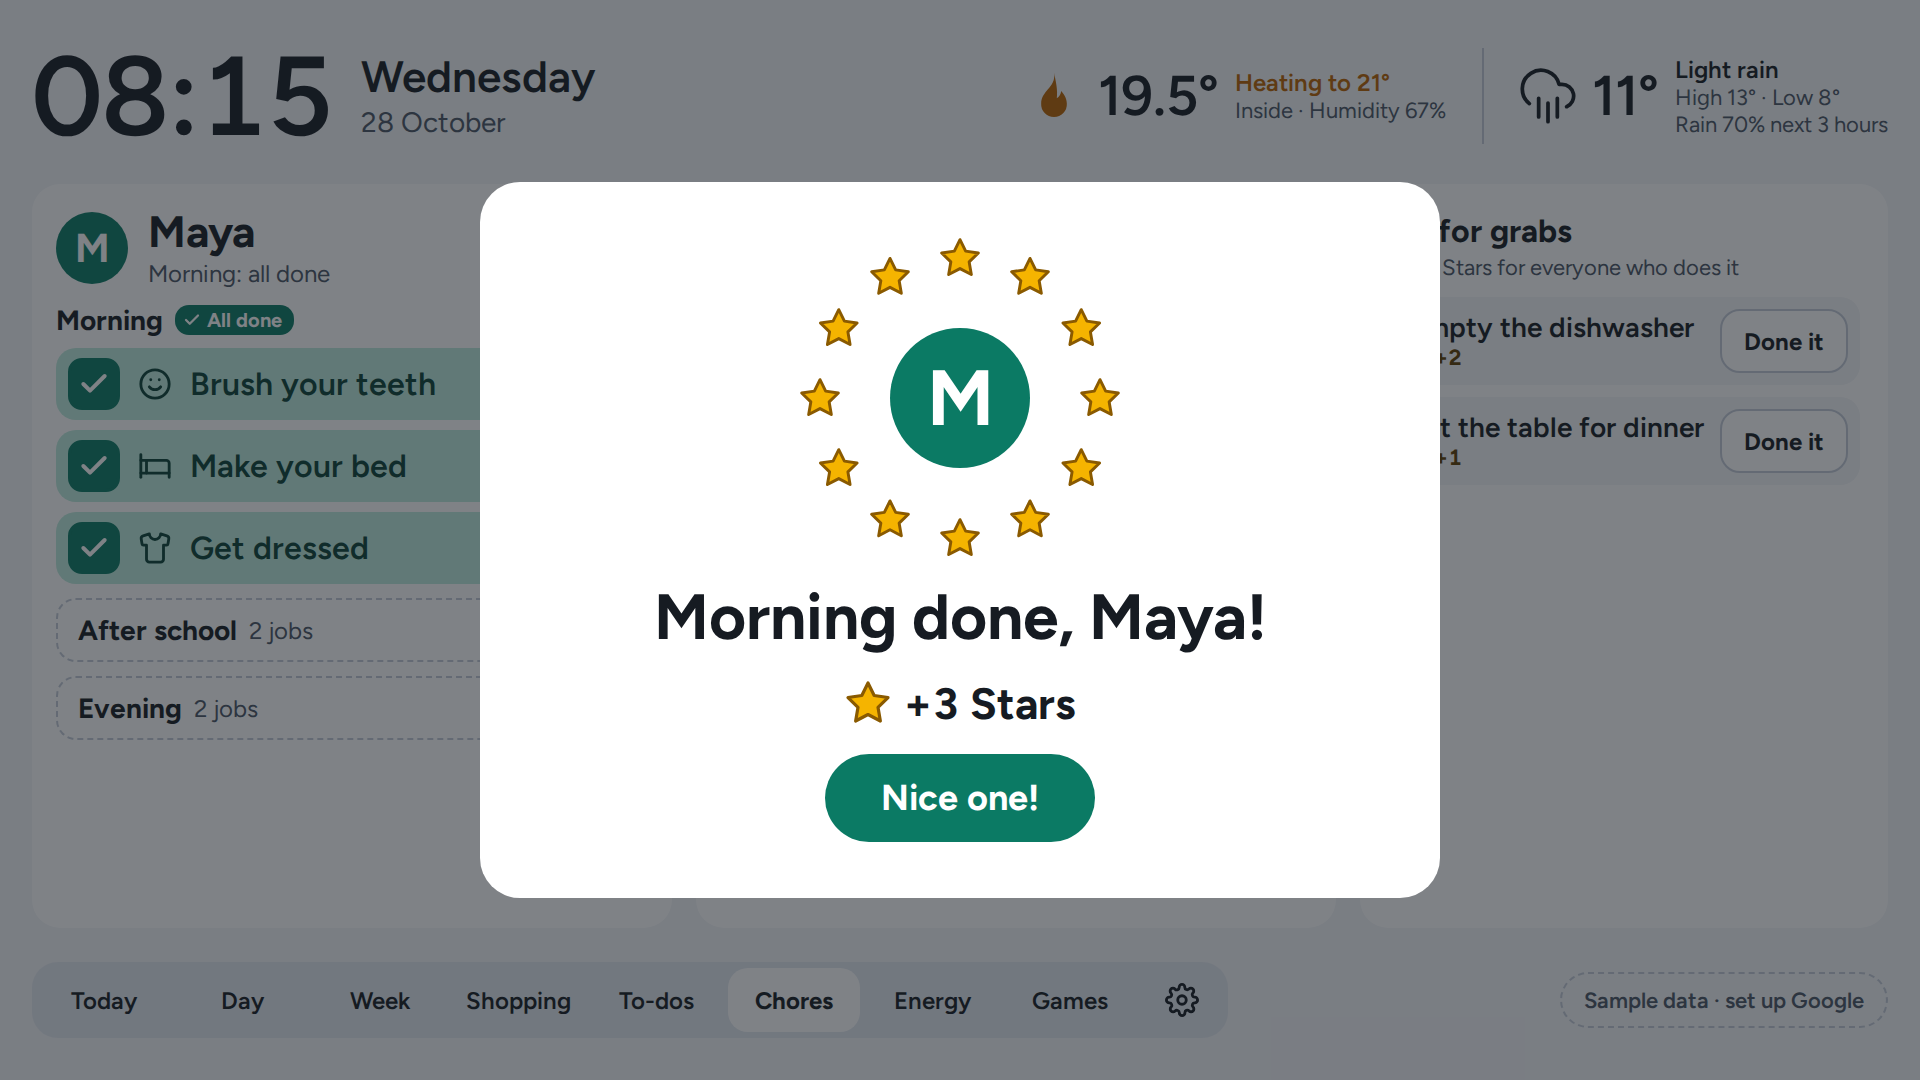 08:15
Wednesday
28 October
19.5°
Heating to 21°
Inside · Humidity 67%
11°
Light rain
High 13° · Low 8°
Rain 70% next 3 hours
M
Maya
Morning: all done
Morning
All done
Brush your teeth
Make your bed
Get dressed
After school 2 jobs
Evening 2 jobs
M
Morning done, Maya!
+3 Stars
Nice one!
for grabs
Stars for everyone who does it
the dishwasher
+2
Done it
the table for dinner
+1
Done it
Today
Day
Week
Shopping
To-dos
Chores
Energy
Games
Sample data · set up Google